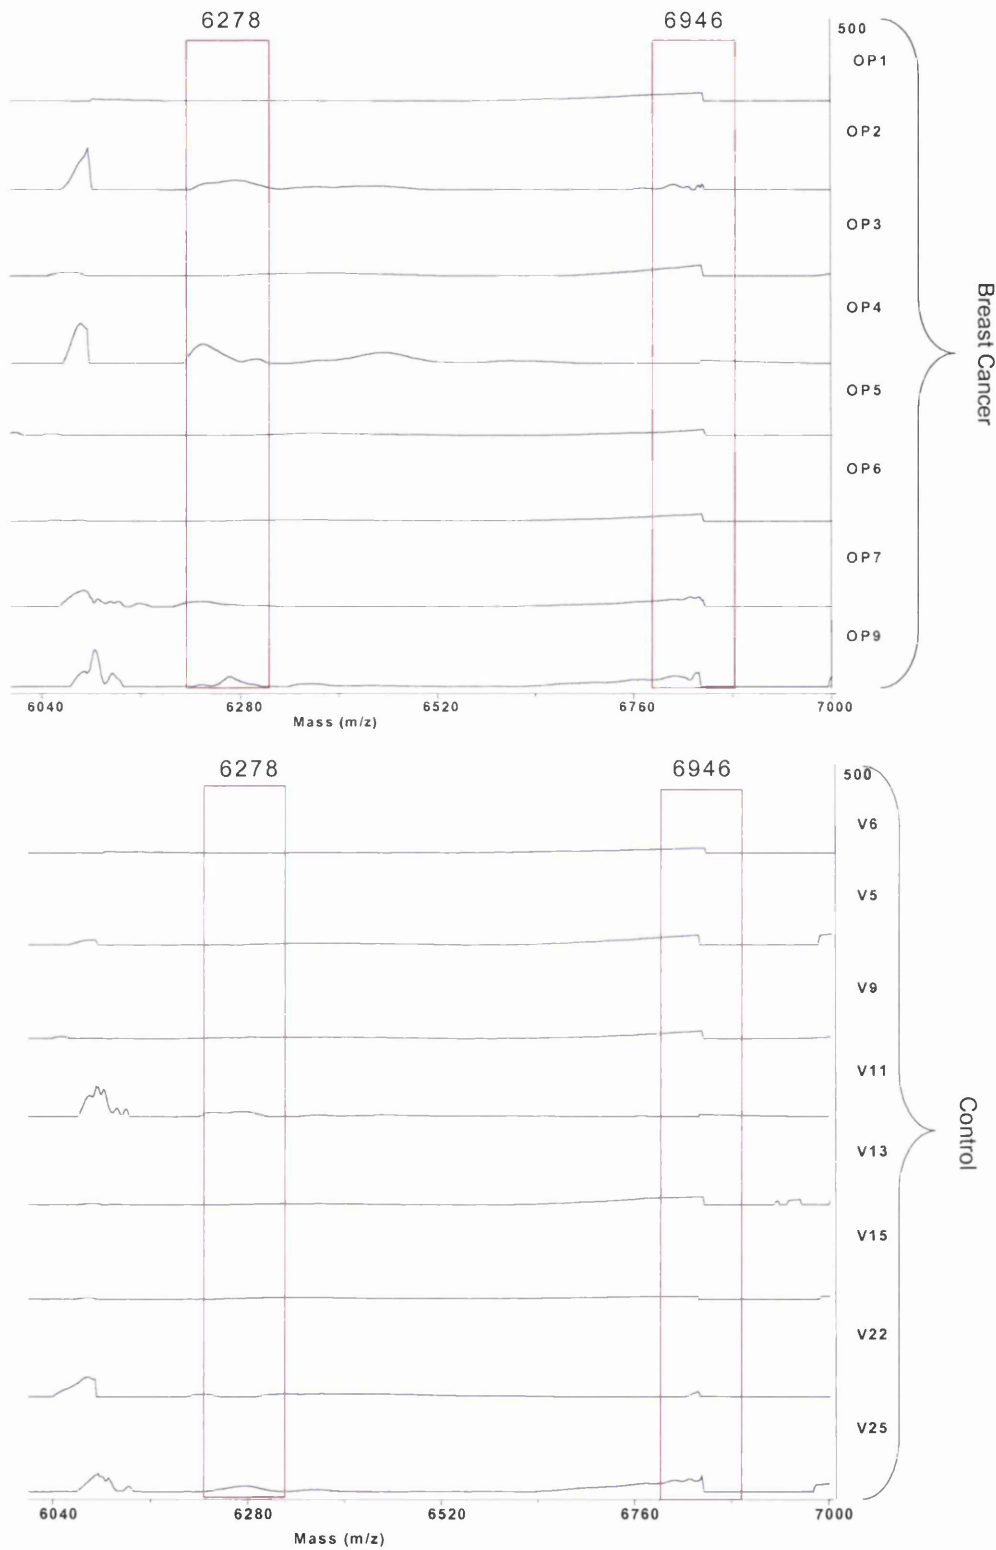 6278 6946
500
OP1
OP2
OP3
OP4
OP5
OP6
OP7
OP9
Breast Cancer
6040 6280 6520 6760 7000
Mass (m/z)
6278 6946
500
V6
V5
V9
V11
V13
V15
V22
V25
Control
6040 6280 6520 6760 7000
Mass (m/z)